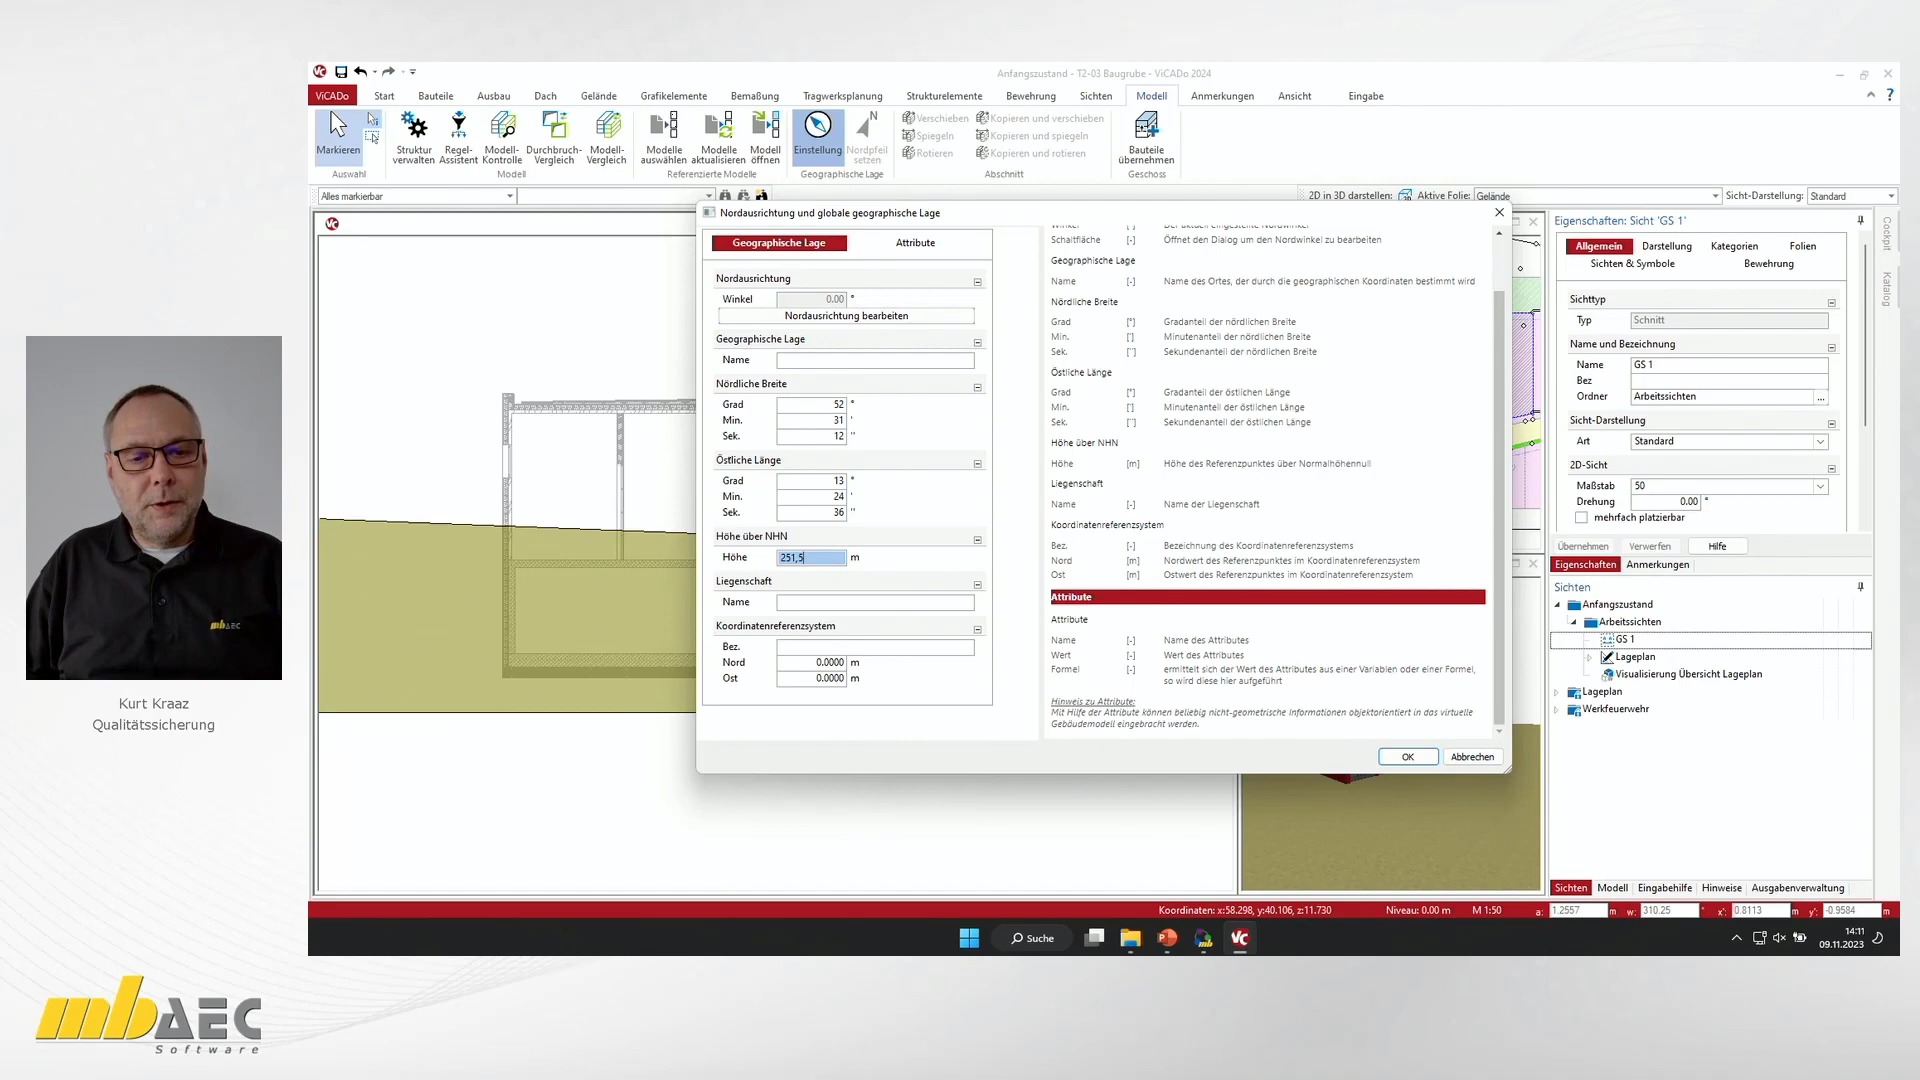 Anfangszustand - T2-03 Baugrube - ViCADo 2024
ViCADo Start Bauteile Ausbau Dach Gelände Grafikelemente Bemaßung Tragwerksplanung Strukturelemente Bewehrung Sichten Modell Anmerkungen Ansicht Eingabe
Markieren
Struktur verwalten
Regel-Assistent
Modell-Kontrolle
Durchbruch-Vergleich
Modell-Vergleich
Modelle auswählen
Modelle aktualisieren
Modell öffnen
Einstellung
Nordpfeil setzen
Verschieben
Spiegeln
Rotieren
Kopieren und verschieben
Kopieren und spiegeln
Kopieren und rotieren
Bauteile übernehmen
Auswahl Modell Referenzierte Modelle Geographische Lage Abschnitt Geschoss
Alles markierbar
2D in 3D darstellen: Aktive Folie: Gelände Sicht-Darstellung: Standard
Nordausrichtung und globale geographische Lage
Geographische Lage Attribute
Nordausrichtung
Winkel 0.00 °
Nordausrichtung bearbeiten
Geographische Lage
Name
Nördliche Breite
Grad 52 °
Min. 31 '
Sek. 12 ''
Östliche Länge
Grad 13 °
Min. 24 '
Sek. 36 ''
Höhe über NHN
Höhe 251,5 m
Liegenschaft
Name
Koordinatenreferenzsystem
Bez.
Nord 0.0000 m
Ost 0.0000 m
Winkel [°] Der aktuell eingestellte Nordwinkel
Schaltfläche [-] Öffnet den Dialog um den Nordwinkel zu bearbeiten
Geographische Lage
Name [-] Name des Ortes, der durch die geographischen Koordinaten bestimmt wird
Nördliche Breite
Grad [°] Gradanteil der nördlichen Breite
Min. ['] Minutenanteil der nördlichen Breite
Sek. [''] Sekundenanteil der nördlichen Breite
Östliche Länge
Grad [°] Gradanteil der östlichen Länge
Min. ['] Minutenanteil der östlichen Länge
Sek. [''] Sekundenanteil der östlichen Länge
Höhe über NHN
Höhe [m] Höhe des Referenzpunktes über Normalhöhennull
Liegenschaft
Name [-] Name der Liegenschaft
Koordinatenreferenzsystem
Bez. [-] Bezeichnung des Koordinatenreferenzsystems
Nord [m] Nordwert des Referenzpunktes im Koordinatenreferenzsystem
Ost [m] Ostwert des Referenzpunktes im Koordinatenreferenzsystem
Attribute
Attribute
Name [-] Name des Attributes
Wert [-] Wert des Attributes
Formel [-] ermittelt sich der Wert des Attributes aus einer Variablen oder einer Formel,
so wird diese hier aufgeführt
Hinweis zu Attribute:
Mit Hilfe der Attribute können beliebig nicht-geometrische Informationen objektorientiert in das virtuelle
Gebäudemodell eingebracht werden.
OK Abbrechen
Eigenschaften: Sicht 'GS 1'
Allgemein Darstellung Kategorien Folien
Sichten & Symbole Bewehrung
Sichttyp
Typ Schnitt
Name und Bezeichnung
Name GS 1
Bez
Ordner Arbeitssichten ...
Sicht-Darstellung
Art Standard
2D-Sicht
Maßstab 50
Drehung 0.00 °
mehrfach platzierbar
Übernehmen Verwerfen Hilfe
Eigenschaften Anmerkungen
Sichten
Anfangszustand
Arbeitssichten
GS 1
Lageplan
Visualisierung Übersicht Lageplan
Lageplan
Werkfeuerwehr
Sichten Modell Eingabehilfe Hinweise Ausgabenverwaltung
Cockpit
Katalog
Koordinaten: x:58.298, y:40.106, z:11.730 Niveau: 0.00 m M 1:50 a: 1.2557 m w: 310.25 ° x': 0.8113 m y': -0.9584 m
Suche
14:11
09.11.2023
mbAEC
Kurt Kraaz
Qualitätssicherung
mbAEC
Software